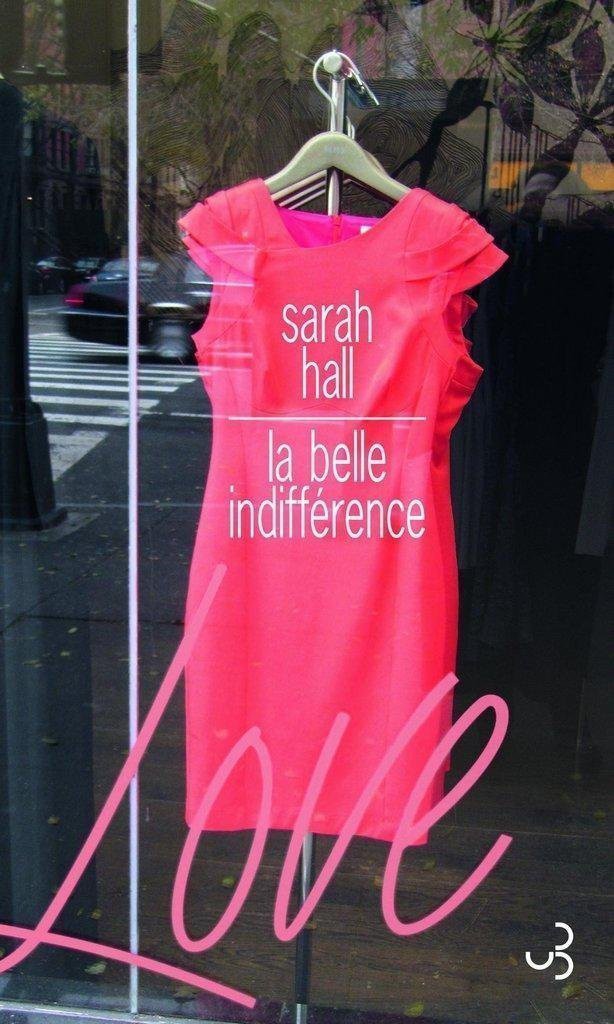 sarah
hall
la belle
indifférence
Love